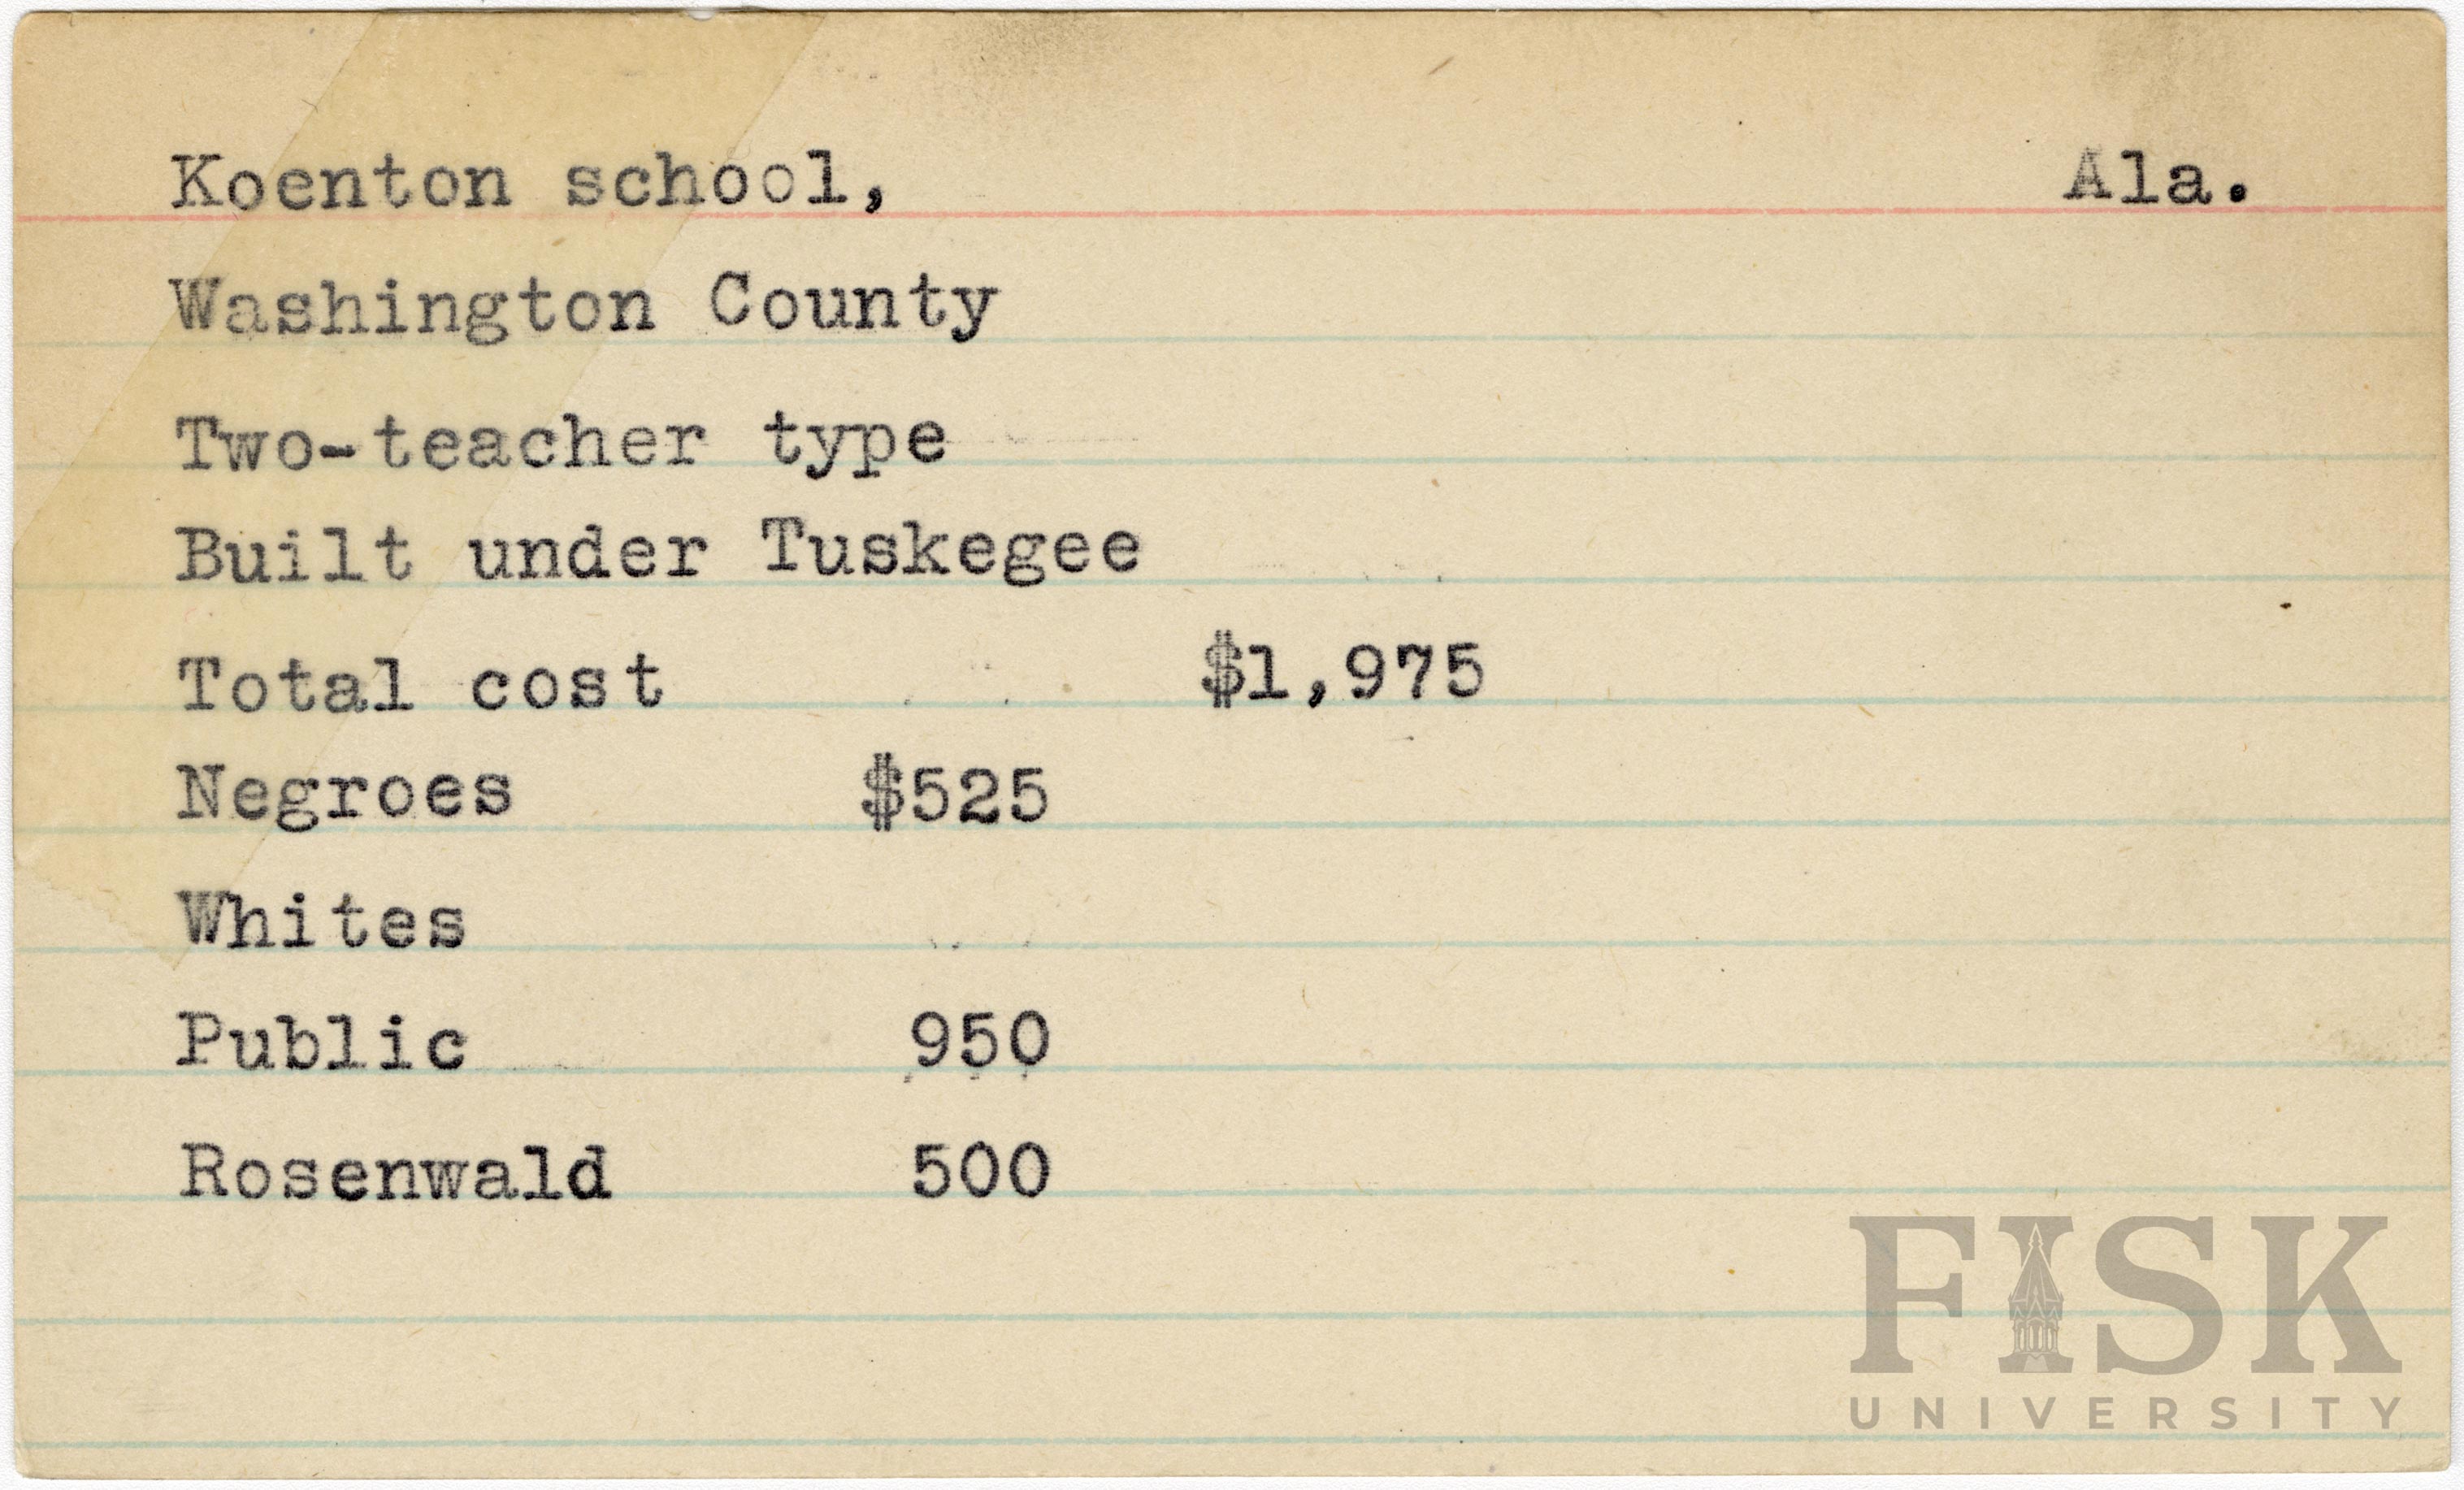 Koenton school, Ala.
Washington County
Two-teacher type
Built under Tuskegee
Total cost $1,975
Negroes $525
Whites
Public 950
Rosenwald 500
FISK
UNIVERSITY